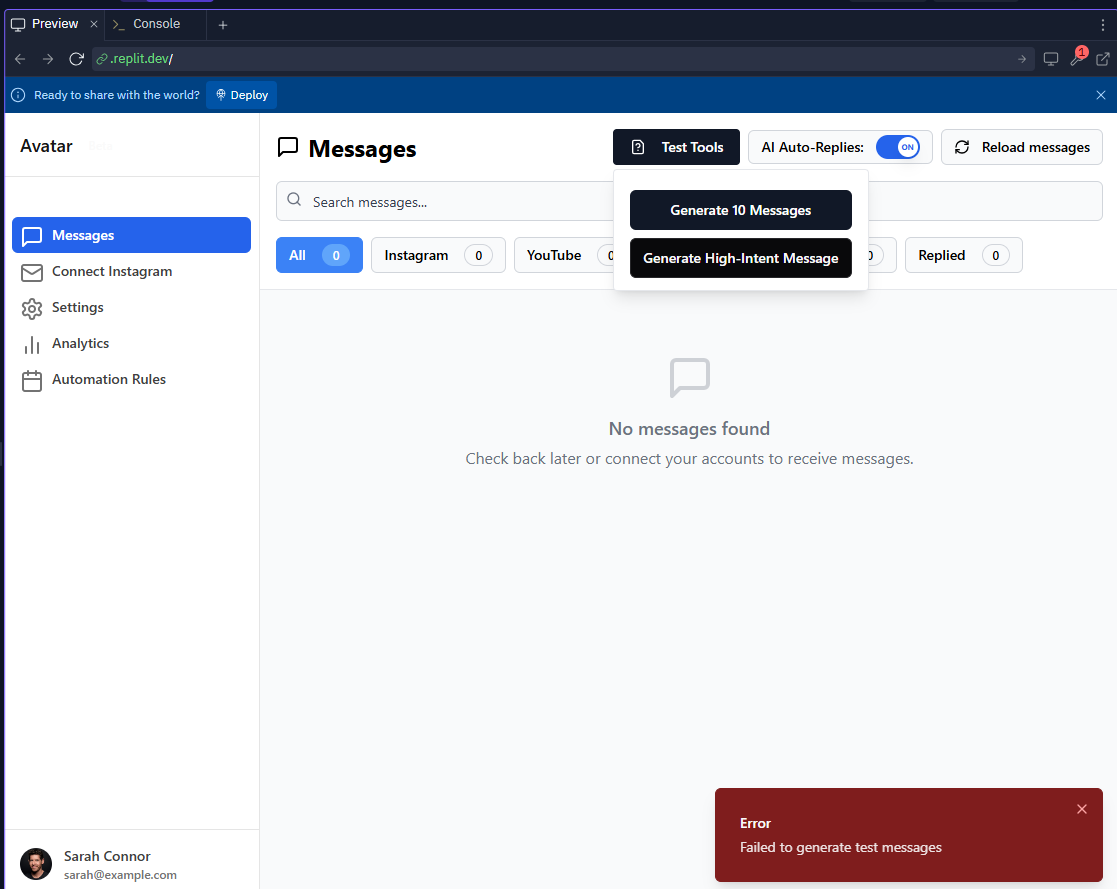 Preview
Console
1
.replit.dev/
Ready to share with the world?
Deploy
Avatar
Messages
Test Tools
AI Auto-Replies:
ON
Reload messages
Search messages...
Generate 10 Messages
Generate High-Intent Message
All 0
Instagram 0
YouTube
Replied 0
Messages
Connect Instagram
Settings
Analytics
Automation Rules
No messages found
Check back later or connect your accounts to receive messages.
Error
Failed to generate test messages
Sarah Connor
sarah@example.com